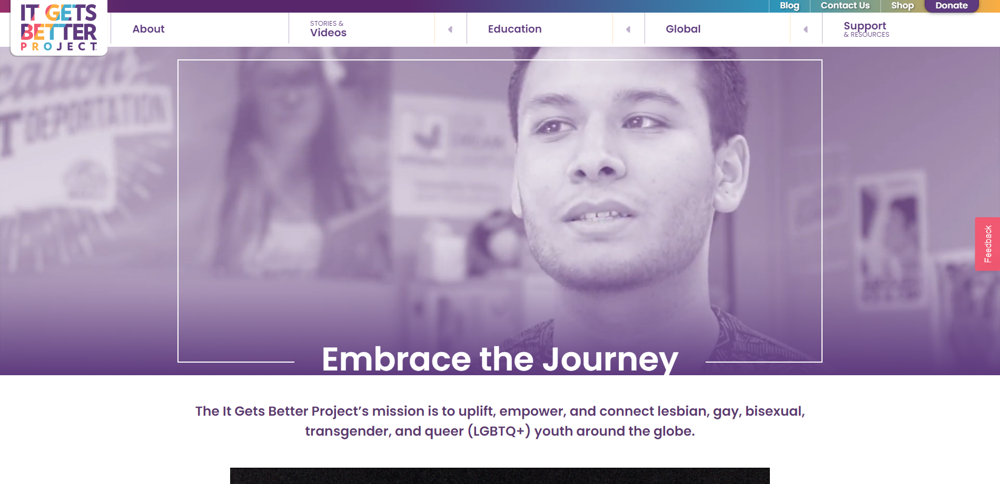 Blog
Contact Us
Shop
Donate
IT GETS
BETTER
PROJECT
About
STORIES &
Videos
Education
Global
Support
& RESOURCES
cation
T DEPORTATION
Feedback
Embrace the Journey
The It Gets Better Project’s mission is to uplift, empower, and connect lesbian, gay, bisexual,
transgender, and queer (LGBTQ+) youth around the globe.